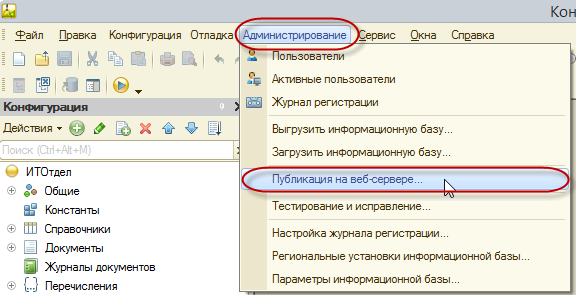 Кон
Файл Правка Конфигурация Отладка Администрирование Сервис Окна Справка
Пользователи
Активные пользователи
Журнал регистрации
Выгрузить информационную базу...
Загрузить информационную базу...
Публикация на веб-сервере...
Тестирование и исправление...
Настройка журнала регистрации...
Региональные установки информационной базы...
Параметры информационной базы...
Конфигурация
Действия
Поиск (Ctrl+Alt+M)
ИТОтдел
Общие
Константы
Справочники
Документы
Журналы документов
Перечисления